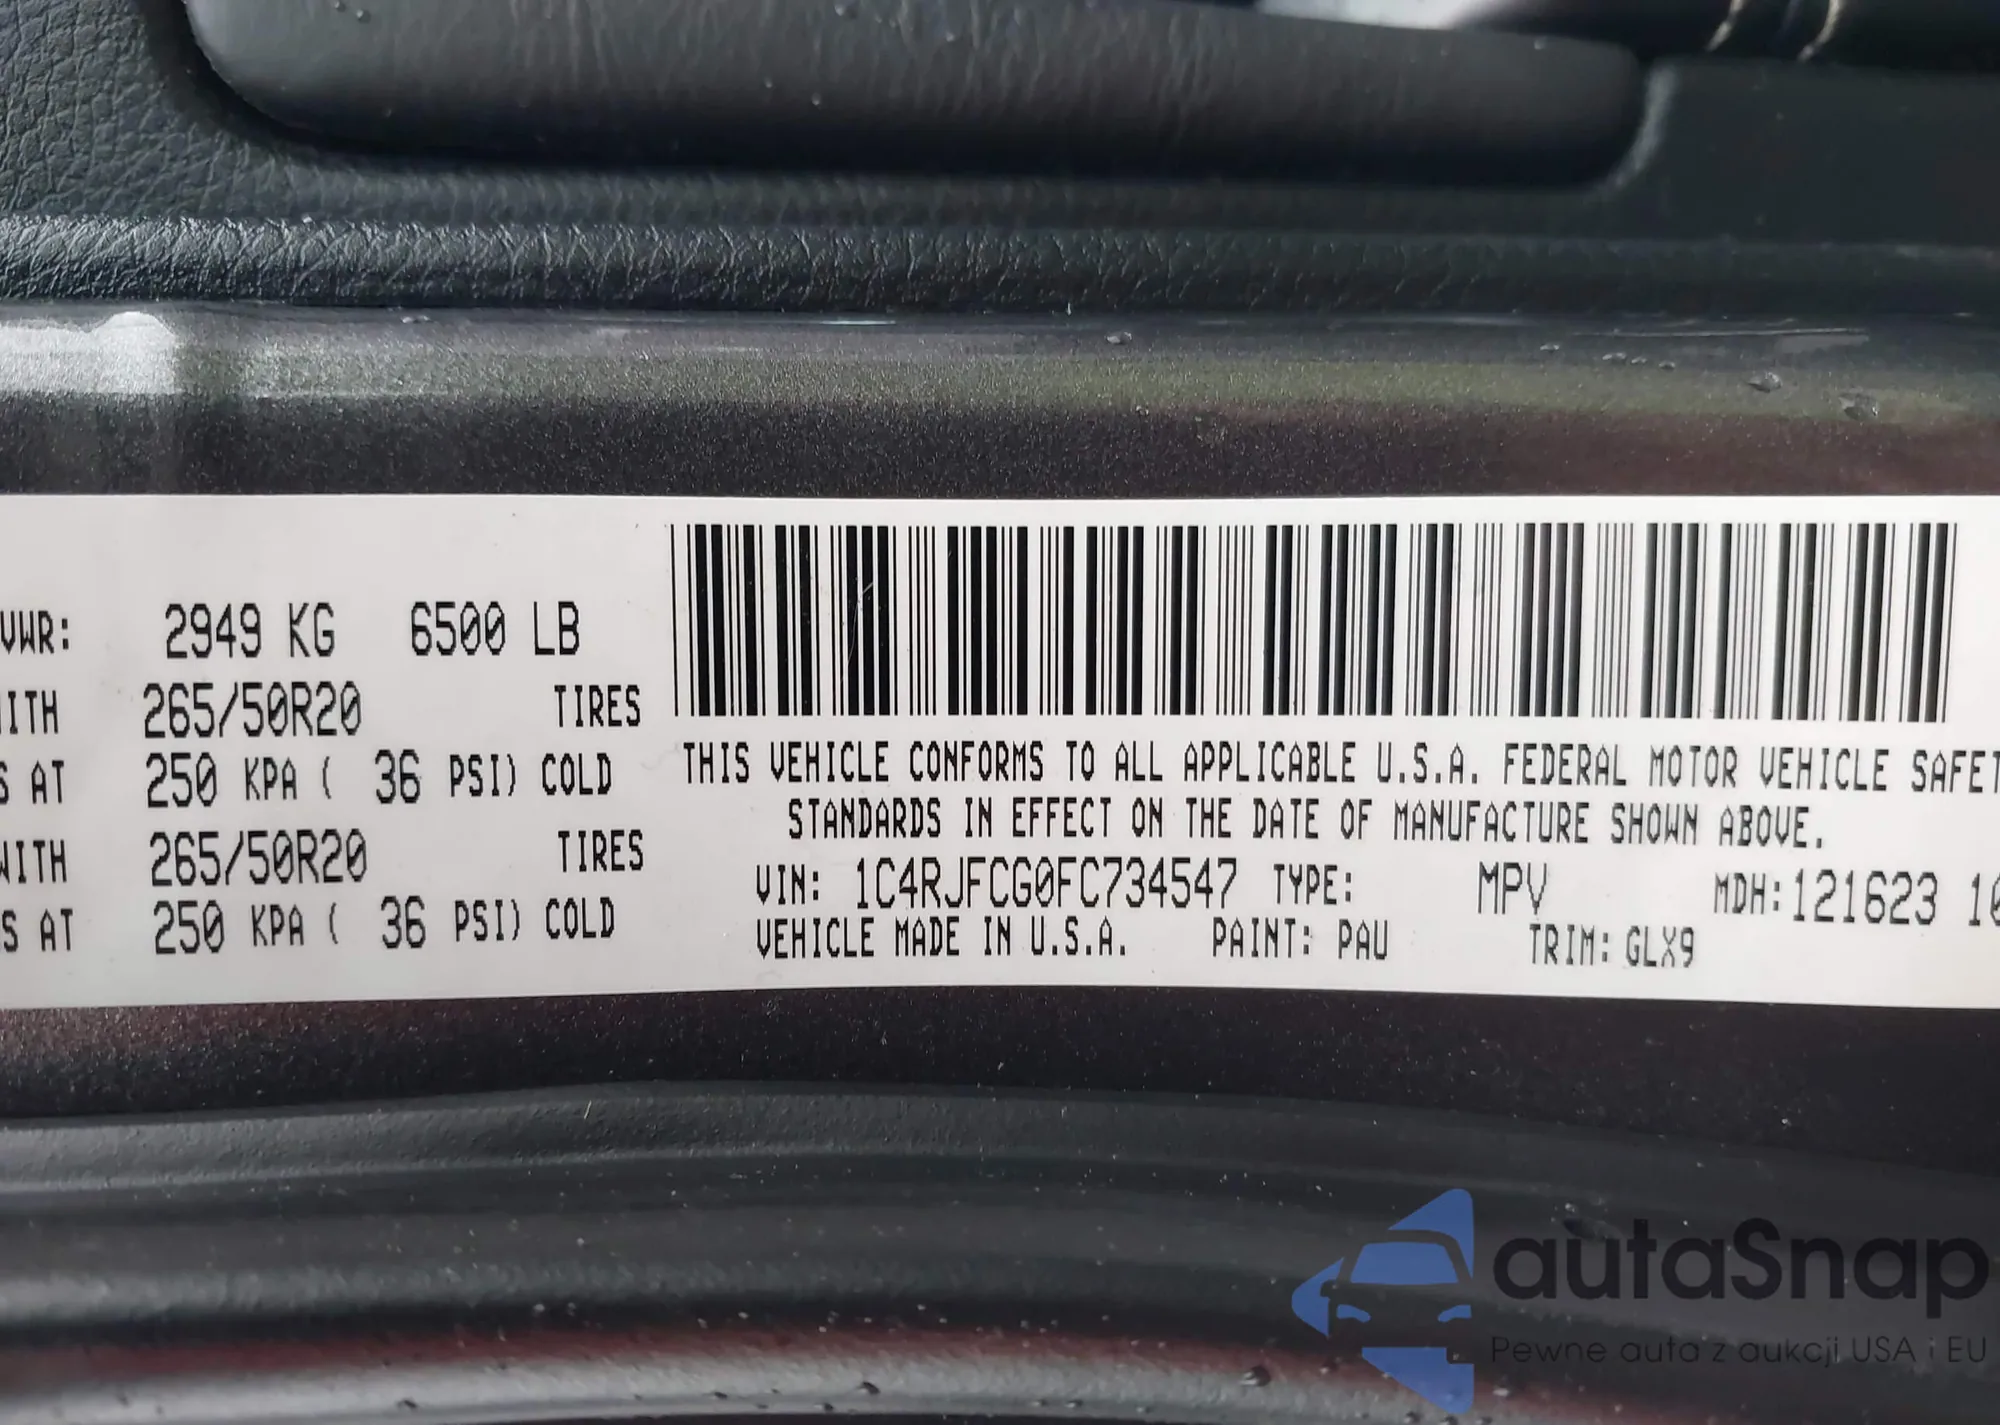 VWR: 2949 KG 6500 LB
ITH 265/50R20 TIRES
S AT 250 KPA ( 36 PSI) COLD
WITH 265/50R20 TIRES
S AT 250 KPA ( 36 PSI) COLD
THIS VEHICLE CONFORMS TO ALL APPLICABLE U.S.A. FEDERAL MOTOR VEHICLE SAFET
STANDARDS IN EFFECT ON THE DATE OF MANUFACTURE SHOWN ABOVE.
VIN: 1C4RJFCG0FC734547 TYPE: MPV MDH:121623 10
VEHICLE MADE IN U.S.A. PAINT: PAU TRIM: GLX9
autaSnap
Pewne auta z aukcji USA i EU